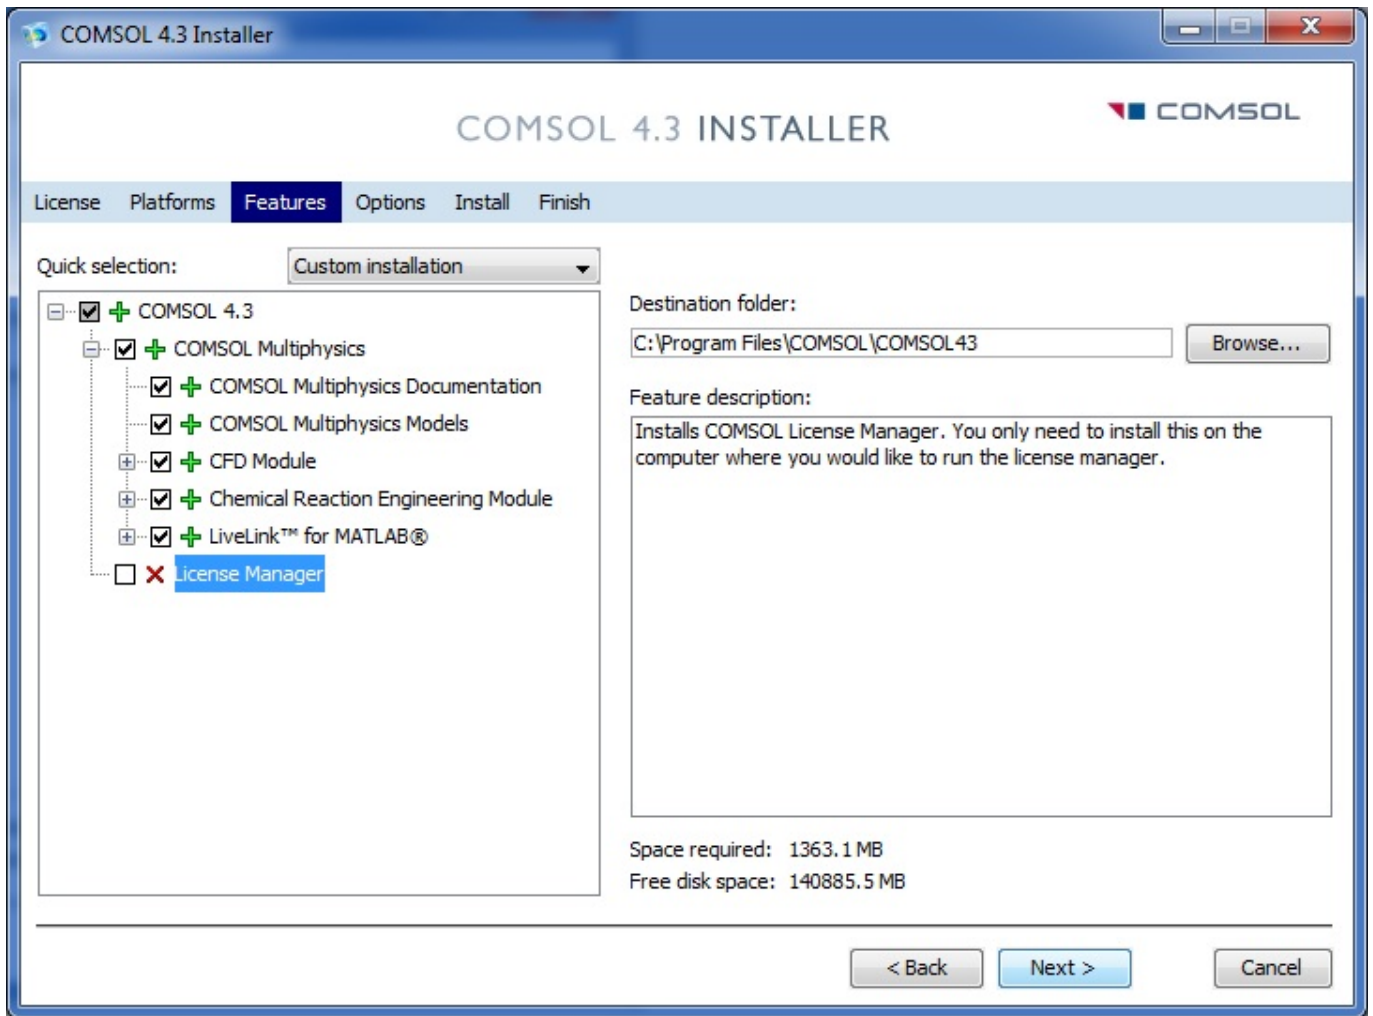 COMSOL 4.3 Installer
COMSOL 4.3 INSTALLER
COMSOL
License Platforms Features Options Install Finish
Quick selection: Custom installation
COMSOL 4.3
COMSOL Multiphysics
COMSOL Multiphysics Documentation
COMSOL Multiphysics Models
CFD Module
Chemical Reaction Engineering Module
LiveLink™ for MATLAB®
License Manager
Destination folder:
C:\Program Files\COMSOL\COMSOL43 Browse...
Feature description:
Installs COMSOL License Manager. You only need to install this on the
computer where you would like to run the license manager.
Space required: 1363.1 MB
Free disk space: 140885.5 MB
< Back Next > Cancel